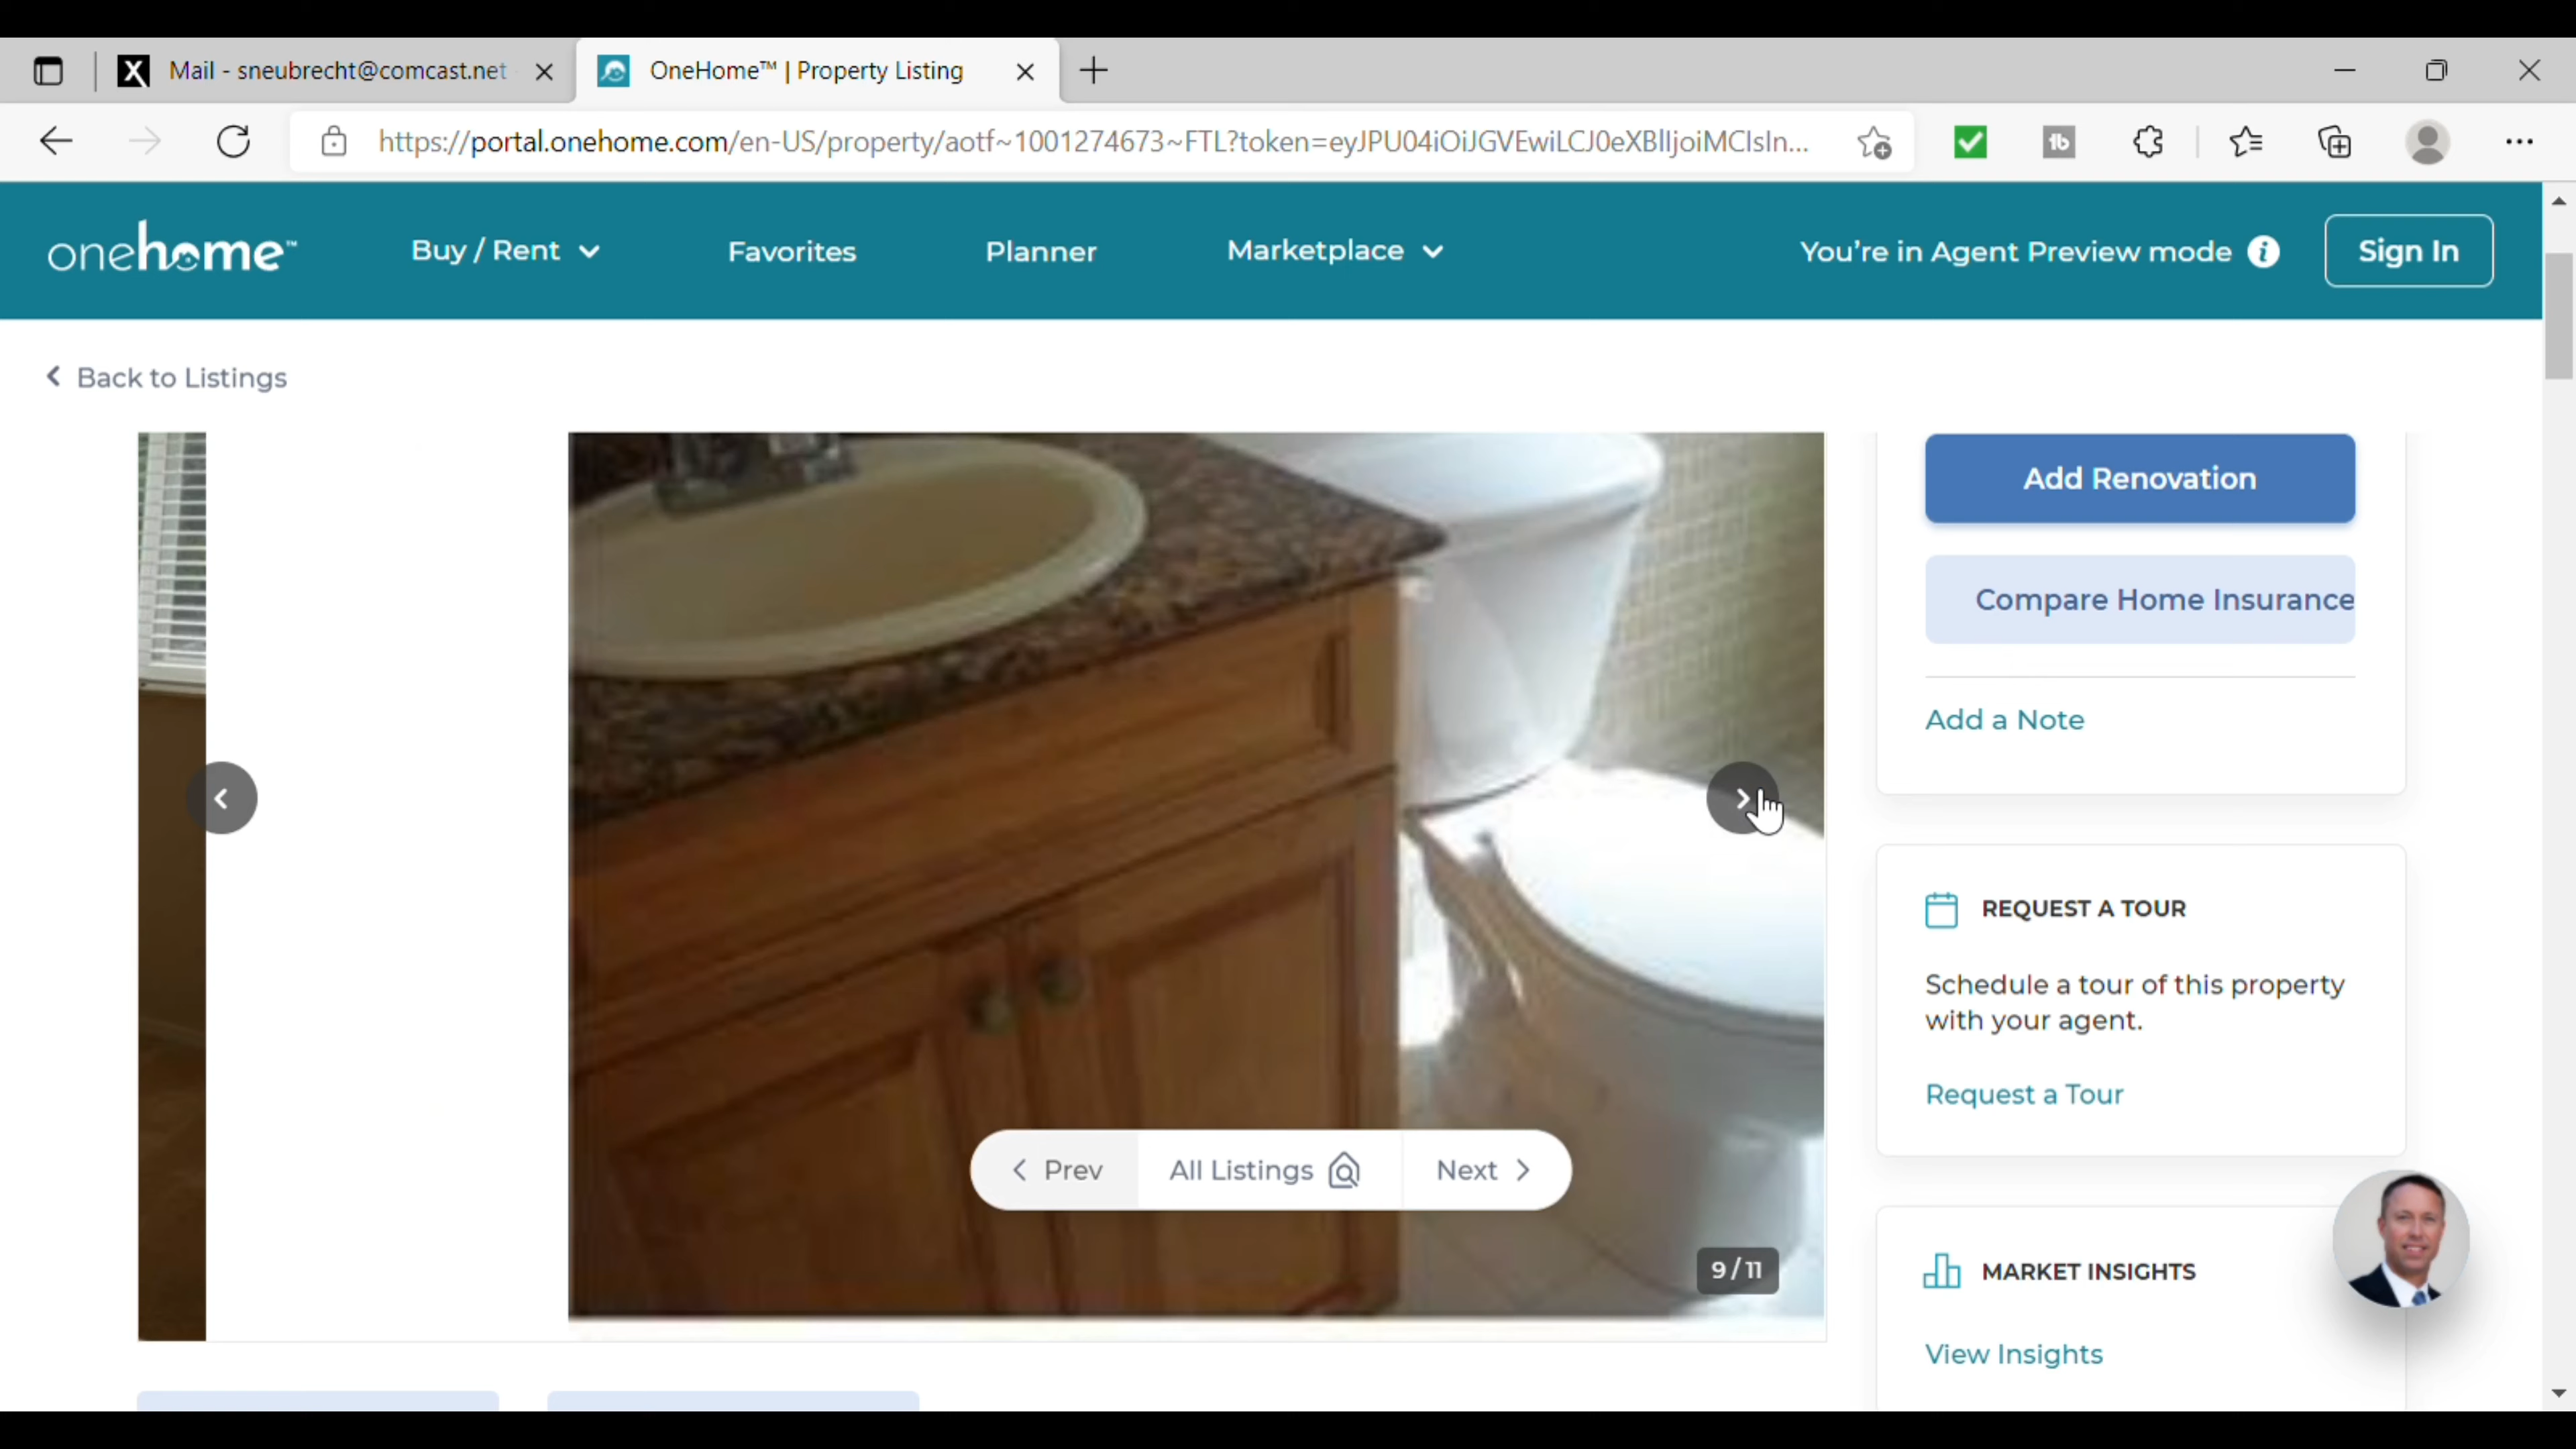 Mail - sneubrecht@comcast.net
OneHome™ | Property Listing
https://portal.onehome.com/en-US/property/aotf~1001274673~FTL?token=eyJPU04iOiJGVEwiLCJ0eXBlIjoiMCIsIn...
onehome™
Buy / Rent
Favorites
Planner
Marketplace
You're in Agent Preview mode
Sign In
Back to Listings
Add Renovation
Compare Home Insurance
Add a Note
REQUEST A TOUR
Schedule a tour of this property
with your agent.
Request a Tour
Prev
All Listings
Next
9 / 11
MARKET INSIGHTS
View Insights